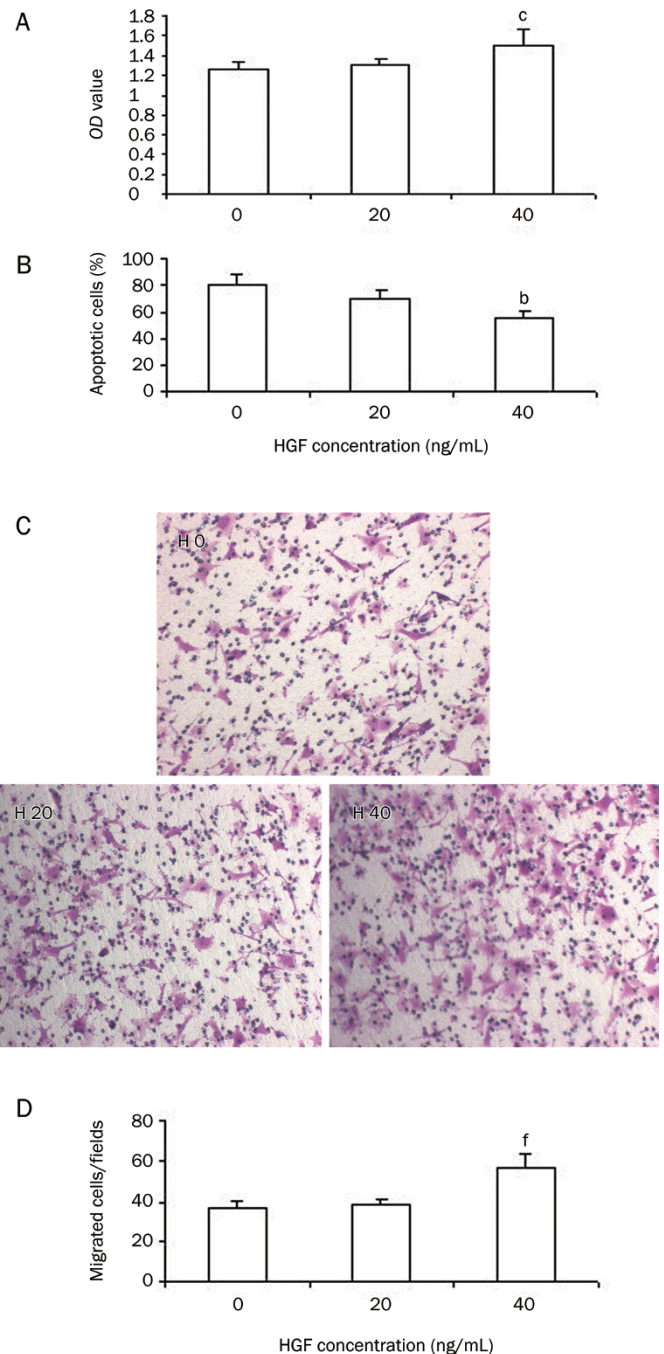 A
OD value
1.8
1.6
1.4
1.2
1
0.8
0.6
0.4
0.2
0
c
0 20 40
B
Apoptotic cells (%)
100
80
60
40
20
0
b
0 20 40
HGF concentration (ng/mL)
C
H 0
H 20
H 40
D
Migrated cells/fields
80
60
40
20
0
f
0 20 40
HGF concentration (ng/mL)